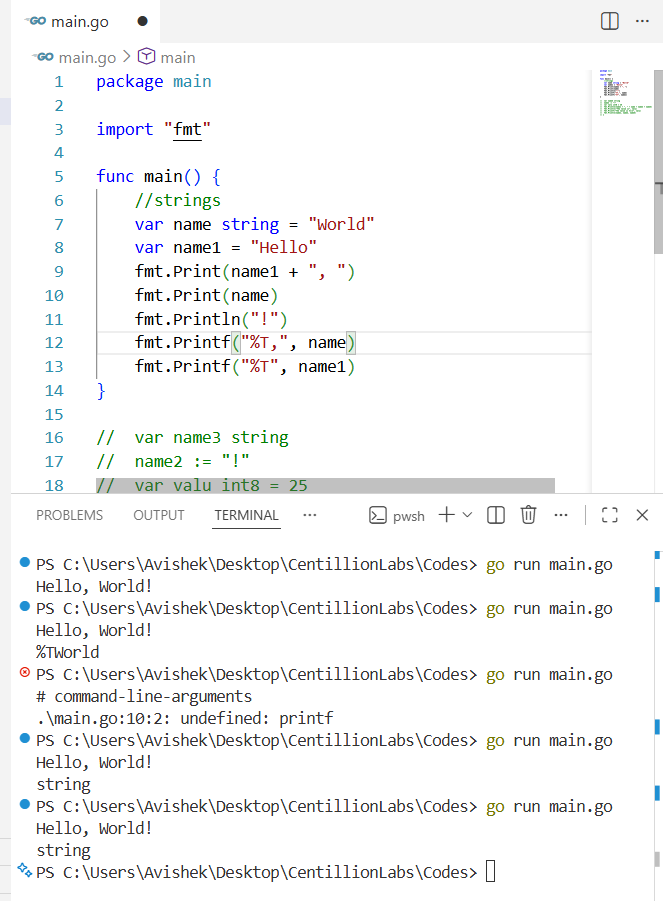 GO main.go
GO main.go > main
1 package main
2
3 import "fmt"
4
5 func main() {
6 //strings
7 var name string = "World"
8 var name1 = "Hello"
9 fmt.Print(name1 + ", ")
10 fmt.Print(name)
11 fmt.Println("!")
12 fmt.Printf("%T,", name)
13 fmt.Printf("%T", name1)
14 }
15
16 // var name3 string
17 // name2 := "!"
18 // var valu int8 = 25
PROBLEMS OUTPUT TERMINAL ··· pwsh
PS C:\Users\Avishek\Desktop\CentillionLabs\Codes> go run main.go
Hello, World!
PS C:\Users\Avishek\Desktop\CentillionLabs\Codes> go run main.go
Hello, World!
%TWorld
PS C:\Users\Avishek\Desktop\CentillionLabs\Codes> go run main.go
# command-line-arguments
.\main.go:10:2: undefined: printf
PS C:\Users\Avishek\Desktop\CentillionLabs\Codes> go run main.go
Hello, World!
string
PS C:\Users\Avishek\Desktop\CentillionLabs\Codes> go run main.go
Hello, World!
string
PS C:\Users\Avishek\Desktop\CentillionLabs\Codes>